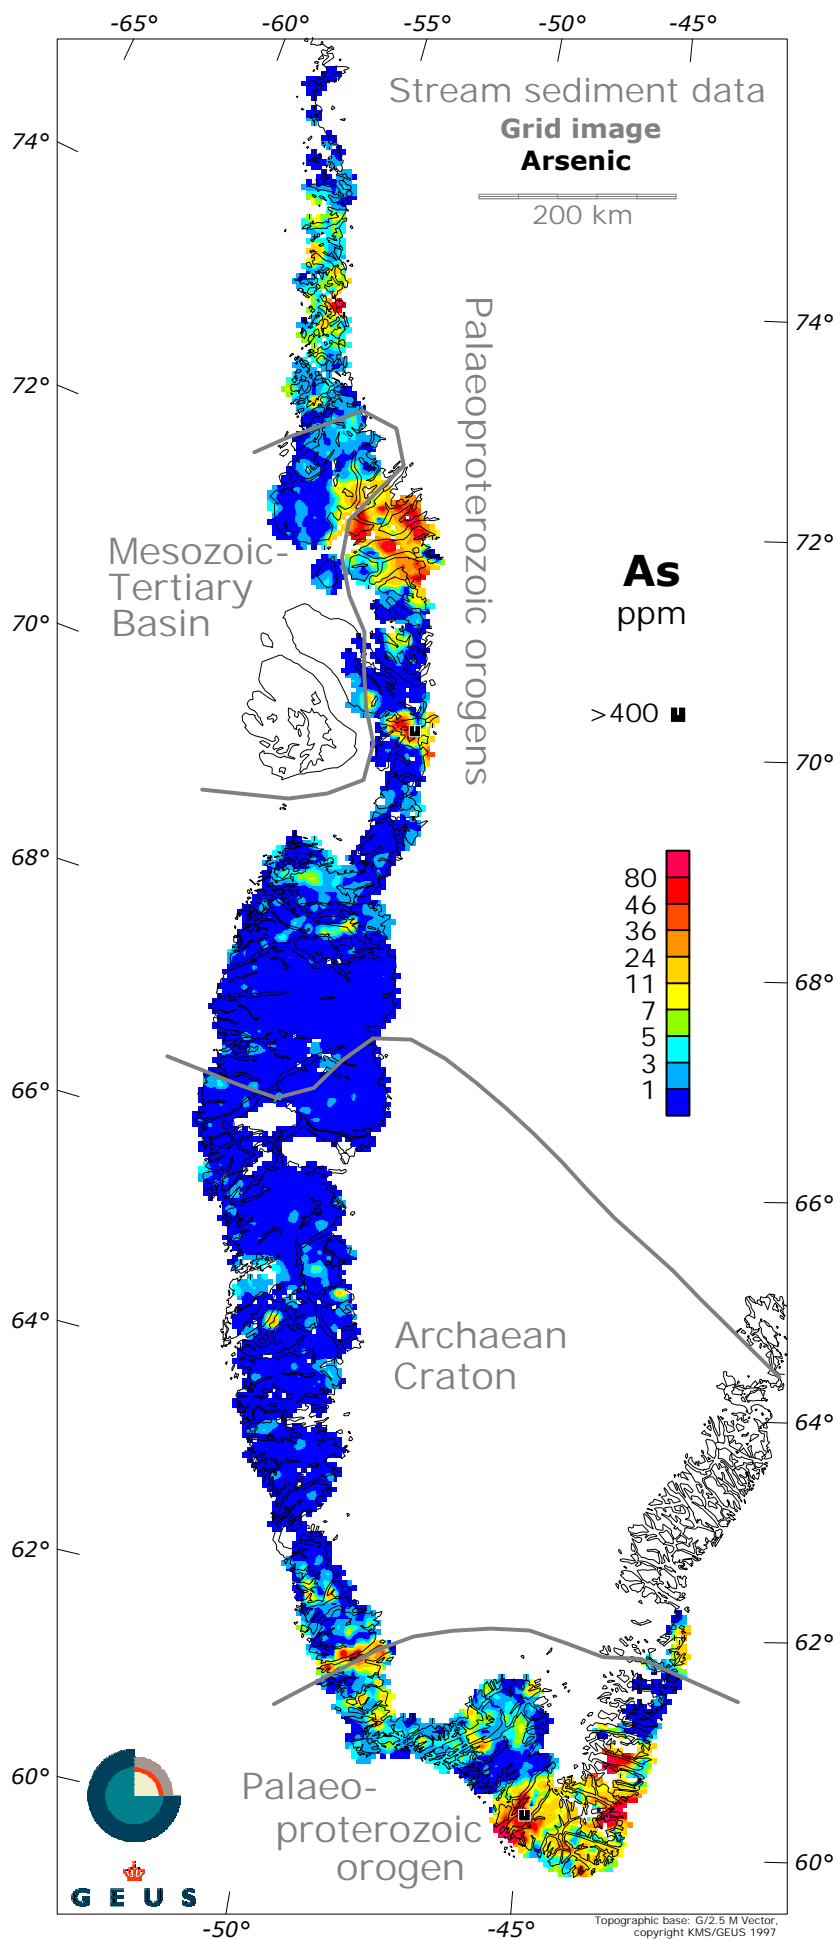 -65° -60° -55° -50° -45°
Stream sediment data
Grid image
Arsenic
200 km
74°
74°
72°
72°
Palaeoproterozoic orogens
Mesozoic-
Tertiary
Basin
As
ppm
70°
>400
70°
68°
80
46
36
24
11
7
5
3
1
68°
66°
66°
64°
Archaean
Craton
64°
62°
62°
60°
Palaeo-
proterozoic
orogen
60°
GEUS
-50° -45°
Topographic base: G/2.5 M Vector,
copyright KMS/GEUS 1997